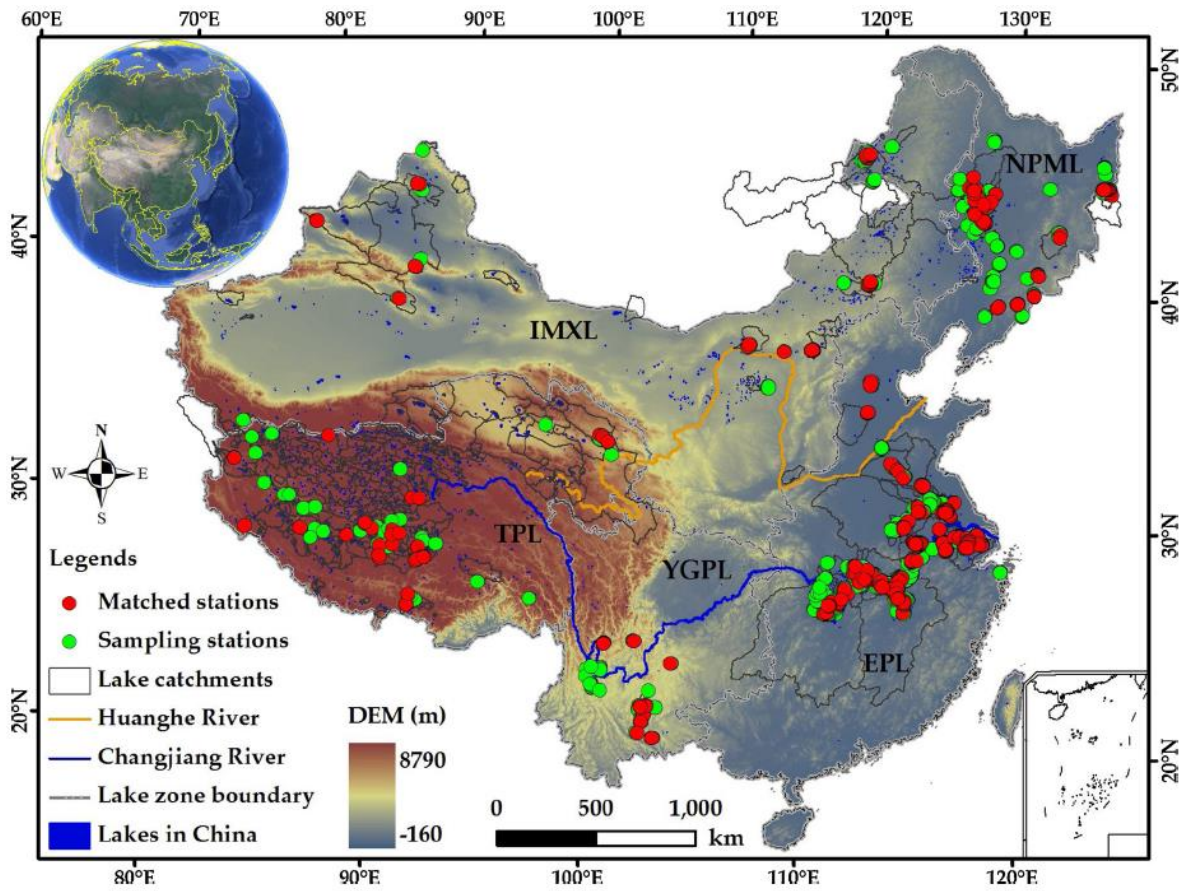 60°E 70°E 80°E 90°E 100°E 110°E 120°E 130°E
50°N
40°N
30°N
20°N
50°N
40°N
30°N
20°N
NPML
IMXL
TPL
YGPL
EPL
N
W E
S
Legends
Matched stations
Sampling stations
Lake catchments
Huanghe River
Changjiang River
Lake zone boundary
Lakes in China
DEM (m)
8790
-160
0 500 1,000
km
80°E 90°E 100°E 110°E 120°E